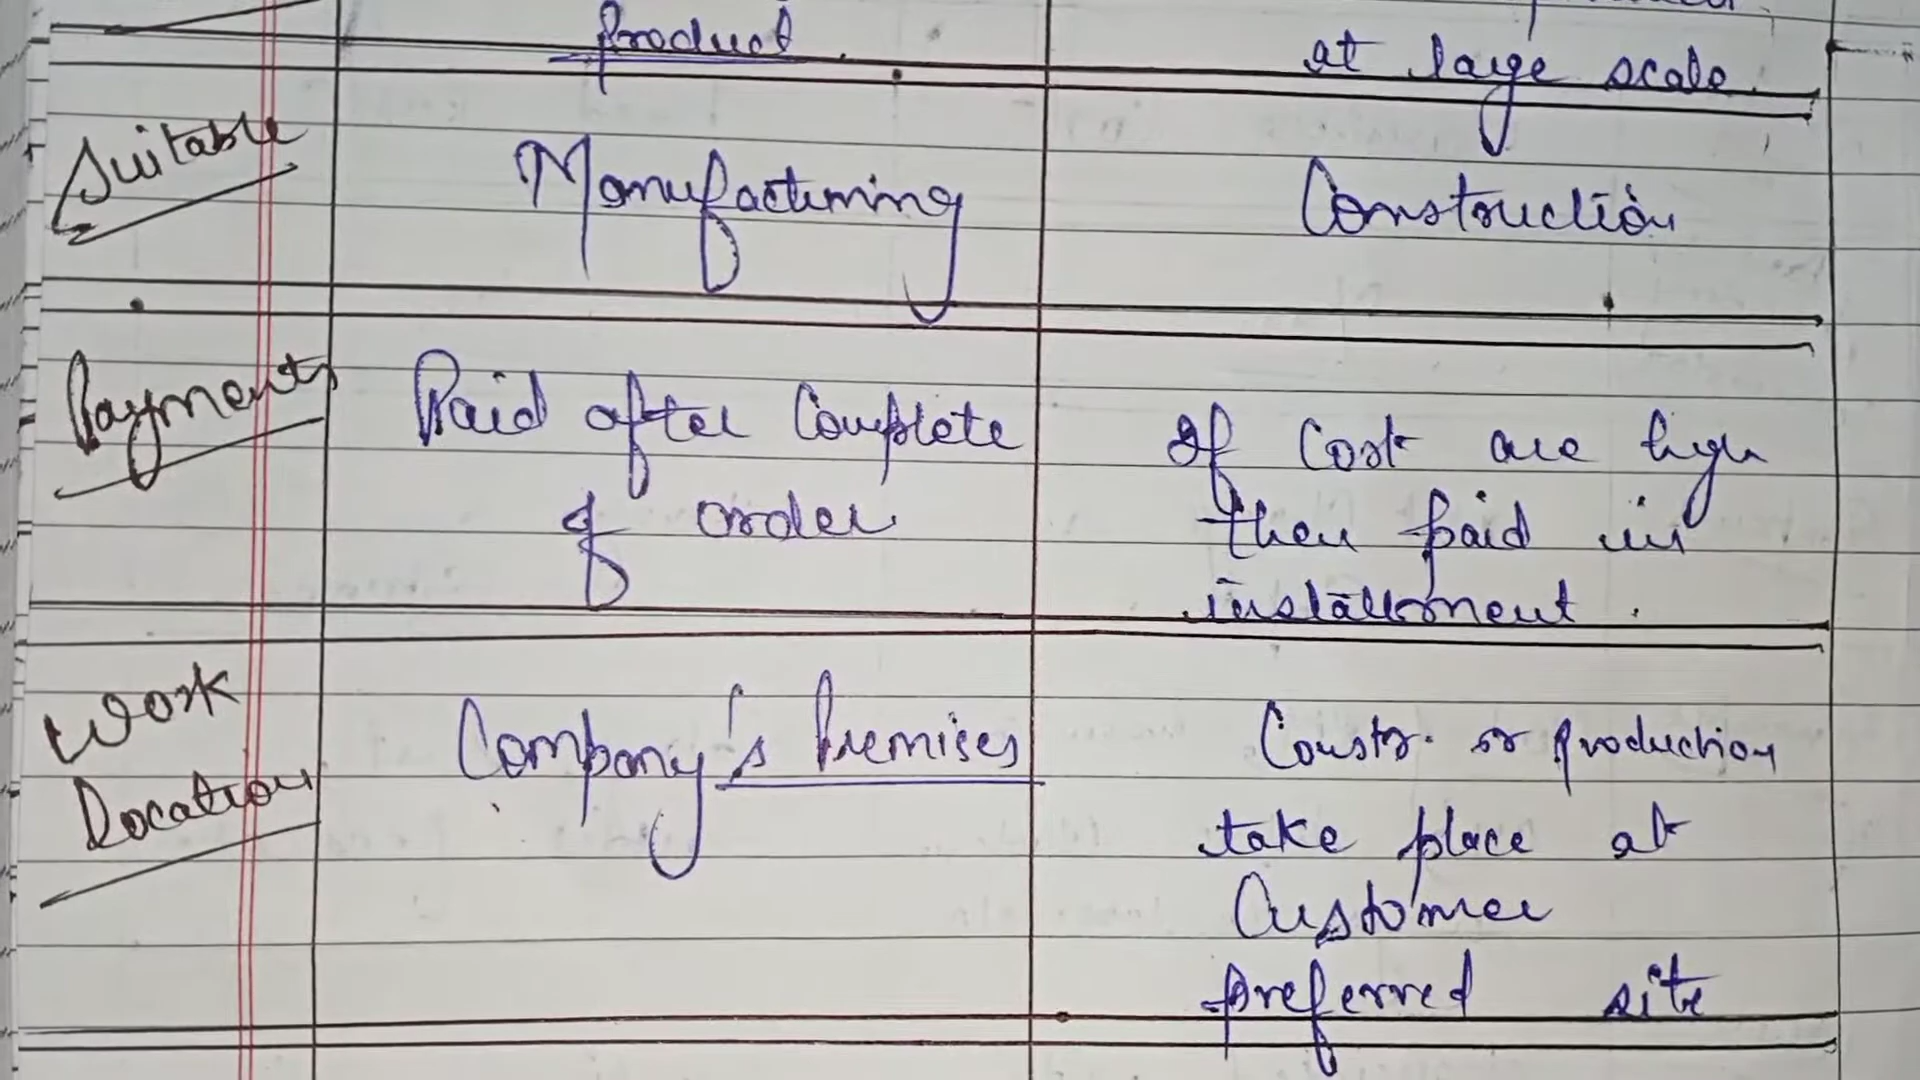 product.
at large scale.
Suitable
Manufacturing
Construction
Payments
Paid after Complete
of order
If Cost are high
then paid in
installment.
Work
Location
Company's Premises
Constr. or production
take place at
Customer
preferred site